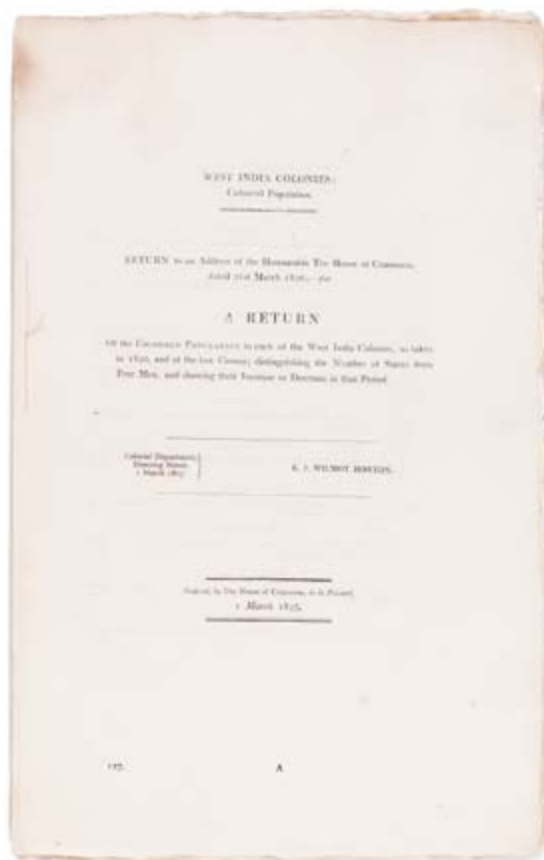 WEST INDIA COLONIES:
Coloured Population.
RETURN to an Address of the Honourable The House of Commons,
dated 21st March 1826;—for
A RETURN
Of the COLOURED POPULATION in each of the West India Colonies, as taken
in and at the last Census; distinguishing the Number of Slaves from
Free Men, and shewing their Increase or Decrease in that Period
Colonial Department,
Downing Street,
1 March 1827.
R. J. WILMOT HORTON.
Ordered, by The House of Commons, to be Printed,
1 March 1827.
127.
A